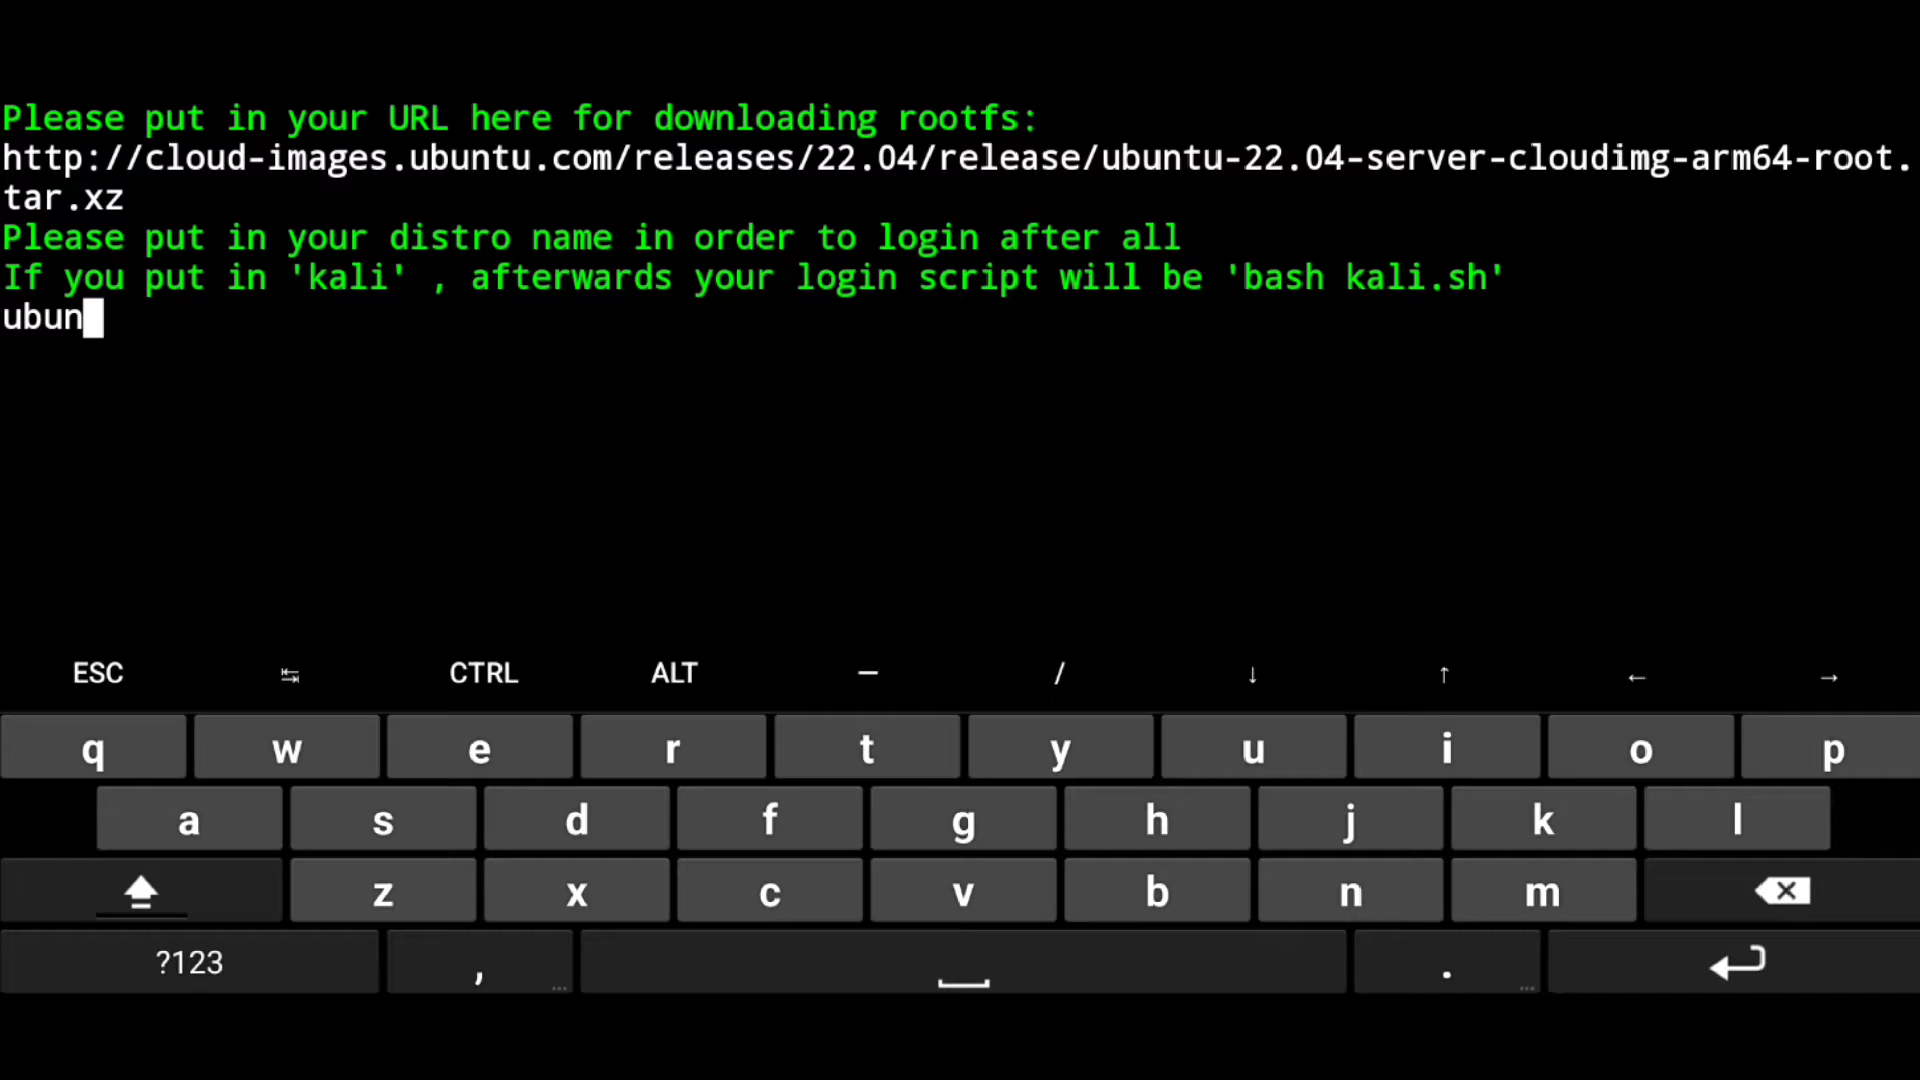 Please put in your URL here for downloading rootfs:
http://cloud-images.ubuntu.com/releases/22.04/release/ubuntu-22.04-server-cloudimg-arm64-root.
tar.xz
Please put in your distro name in order to login after all
If you put in 'kali' , afterwards your login script will be 'bash kali.sh'
ubun
ESC ↹ CTRL ALT — / ↓ ↑ ← →
q w e r t y u i o p
a s d f g h j k l
z x c v b n m
?123 , ... . ...